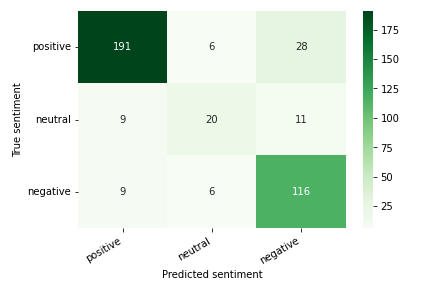 positive 191 6 28
neutral 9 20 11
negative 9 6 116
positive neutral negative
Predicted sentiment
True sentiment
175
150
125
100
75
50
25